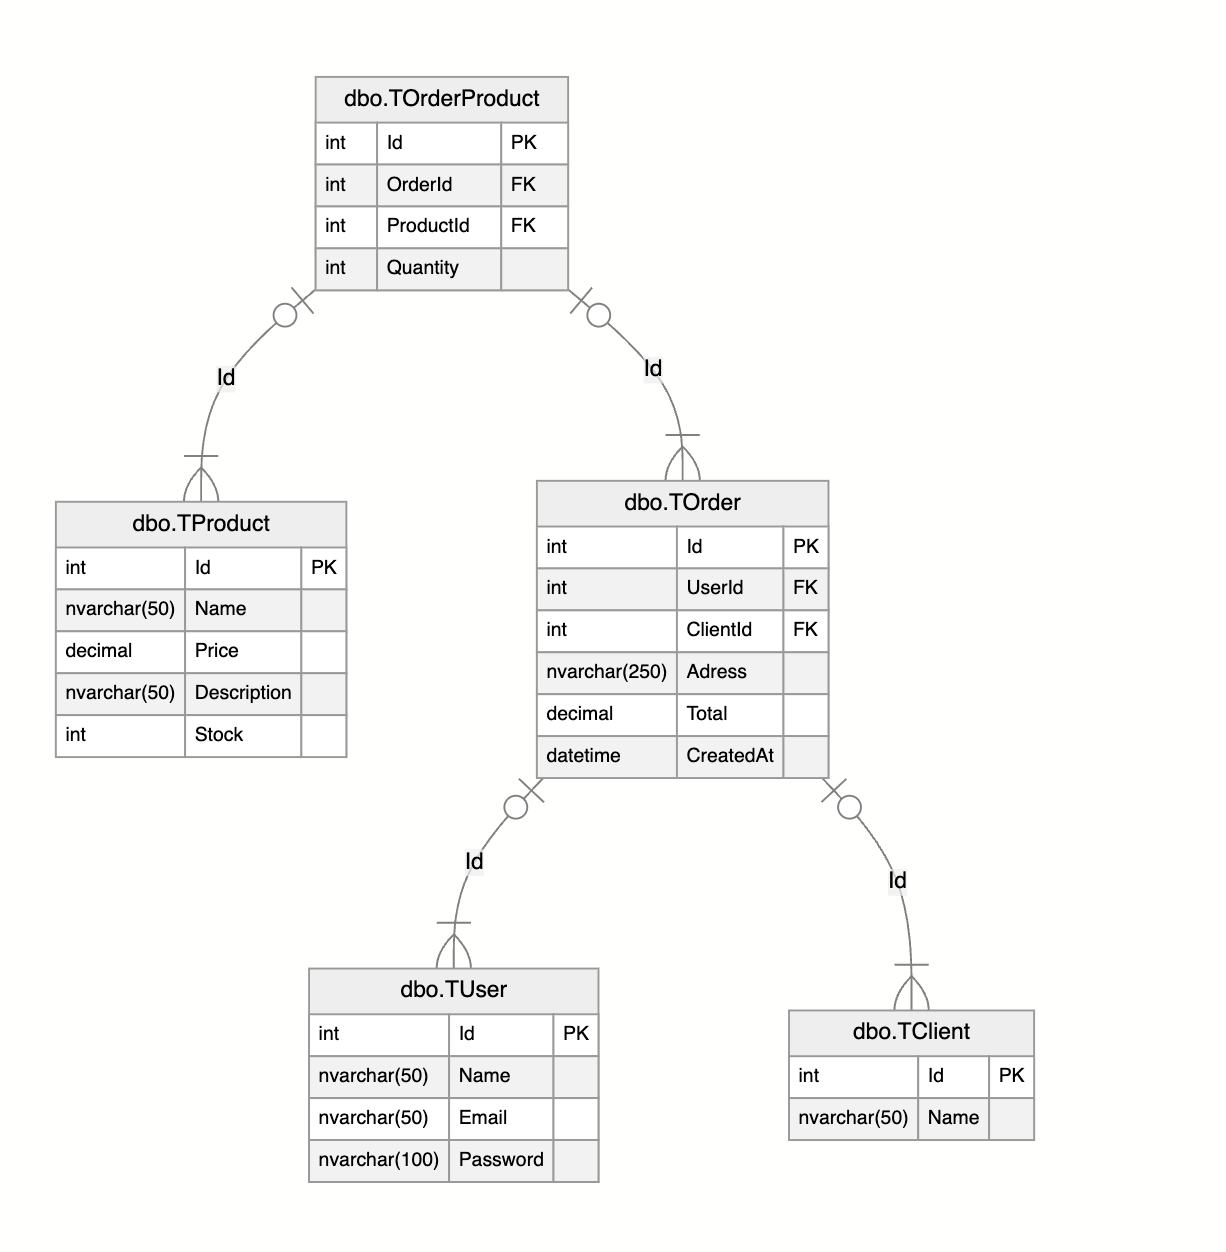 dbo.TOrderProduct
int Id PK
int OrderId FK
int ProductId FK
int Quantity
Id
Id
dbo.TProduct
int Id PK
nvarchar(50) Name
decimal Price
nvarchar(50) Description
int Stock
dbo.TOrder
int Id PK
int UserId FK
int ClientId FK
nvarchar(250) Adress
decimal Total
datetime CreatedAt
Id
Id
dbo.TUser
int Id PK
nvarchar(50) Name
nvarchar(50) Email
nvarchar(100) Password
dbo.TClient
int Id PK
nvarchar(50) Name